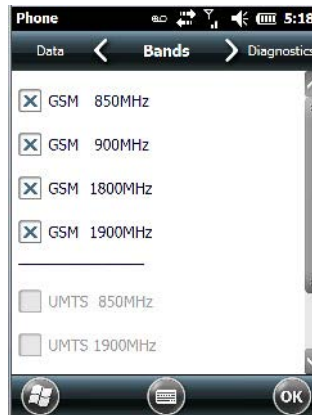 Phone 5:18
Data Bands Diagnostics
GSM 850MHz
GSM 900MHz
GSM 1800MHz
GSM 1900MHz
UMTS 850MHz
UMTS 1900MHz
OK